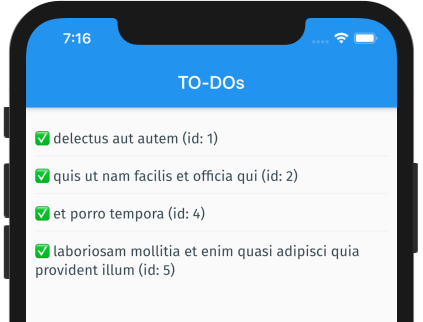 7:16
TO-DOs
✅ delectus aut autem (id: 1)
✅ quis ut nam facilis et officia qui (id: 2)
✅ et porro tempora (id: 4)
✅ laboriosam mollitia et enim quasi adipisci quia
provident illum (id: 5)